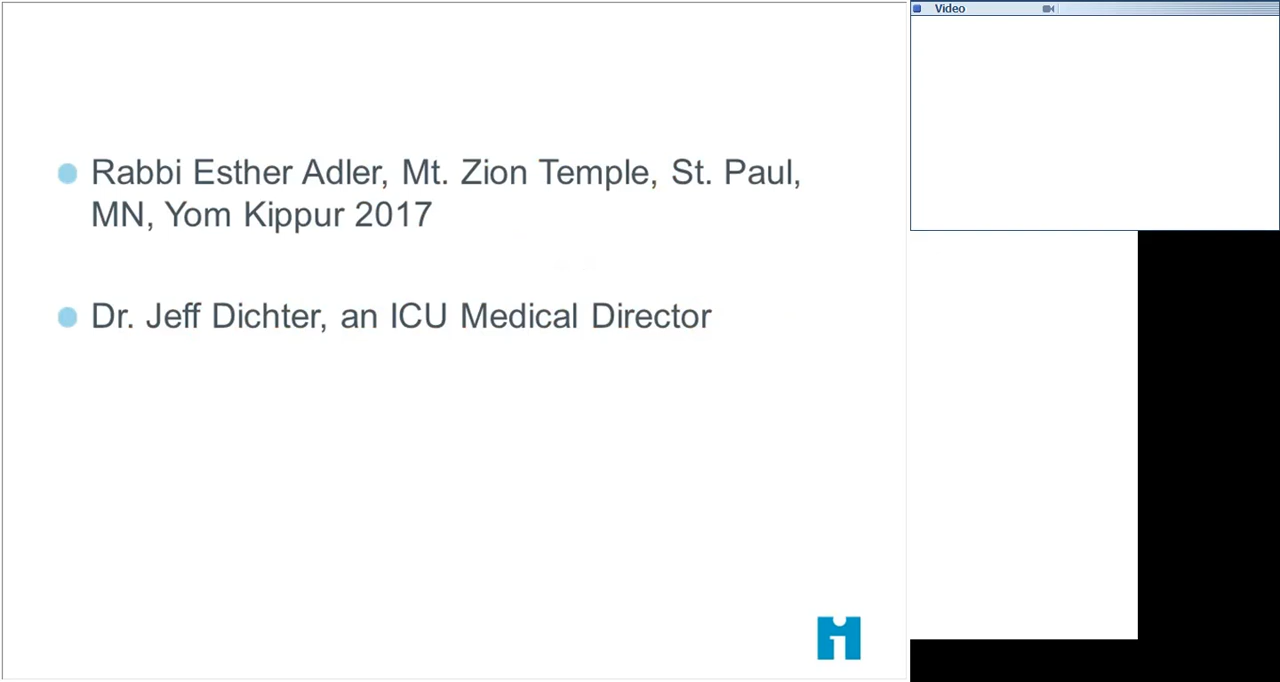 Video
Rabbi Esther Adler, Mt. Zion Temple, St. Paul,
MN, Yom Kippur 2017
Dr. Jeff Dichter, an ICU Medical Director